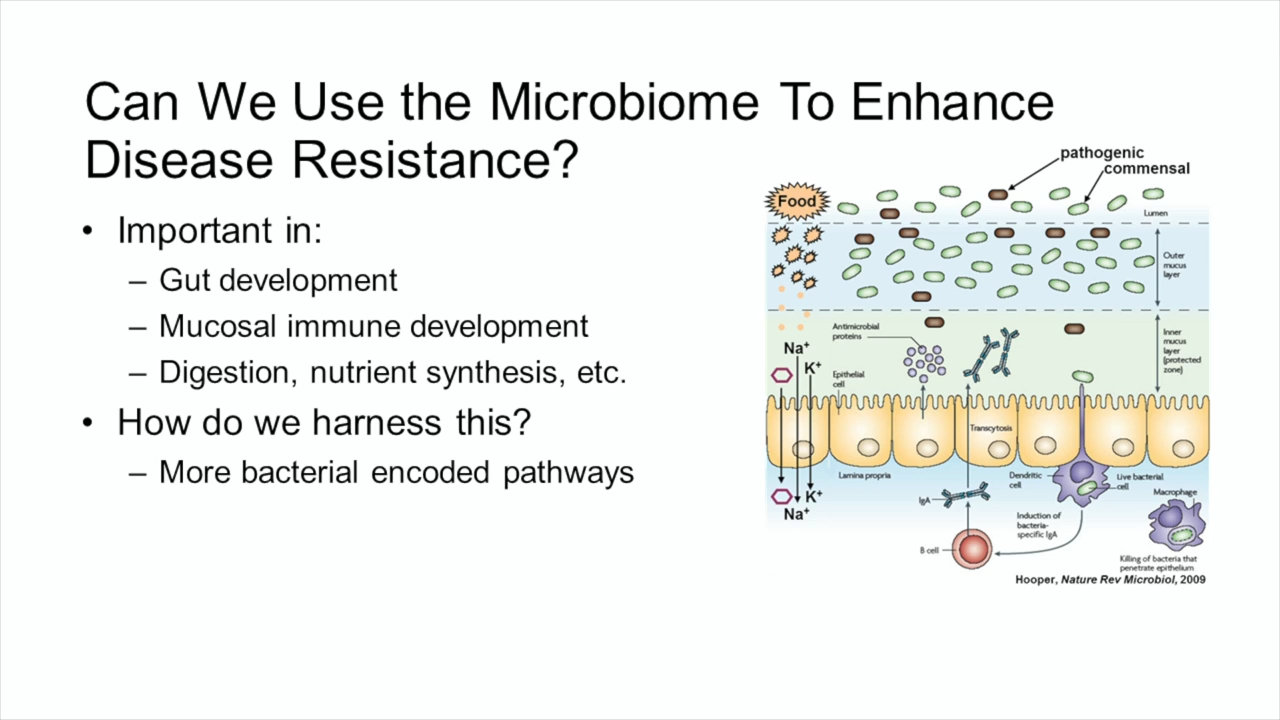 Can We Use the Microbiome To Enhance
Disease Resistance?
• Important in:
– Gut development
– Mucosal immune development
– Digestion, nutrient synthesis, etc.
• How do we harness this?
– More bacterial encoded pathways
pathogenic
commensal
Food
Lumen
Outer
mucus
layer
Antimicrobial
proteins
Inner
mucus
layer
(protected
zone)
Na+
K+
Epithelial
cell
Transcytosis
Lamina propria
Dendritic
cell
Live bacterial
cell
Macrophage
K+
Na+
IgA
Induction of
bacteria-
specific IgA
B cell
Killing of bacteria that
penetrate epithelium
Hooper, Nature Rev Microbiol, 2009